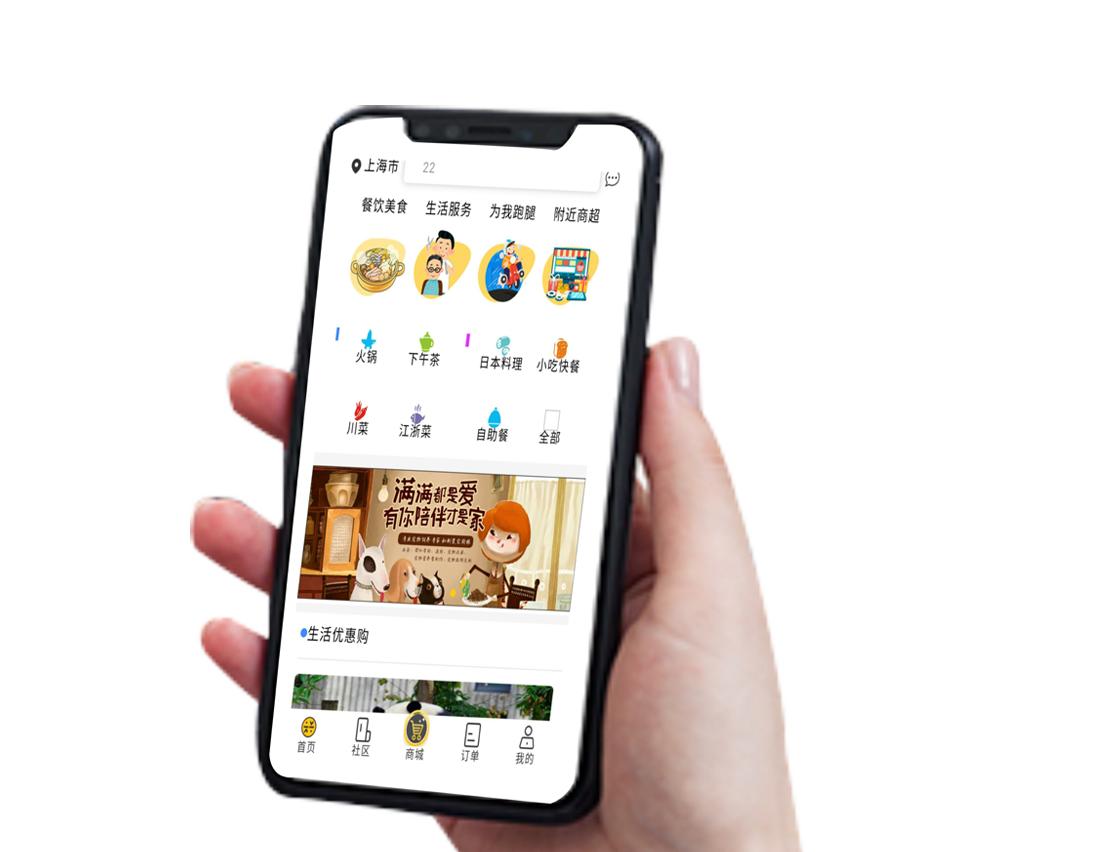 上海市
22
餐饮美食 生活服务 为我跑腿 附近商超
火锅 下午茶 日本料理 小吃快餐
川菜 江浙菜 自助餐 全部
满满都是爱
有你陪伴才是家
生活优惠购
首页 社区 商城 订单 我的